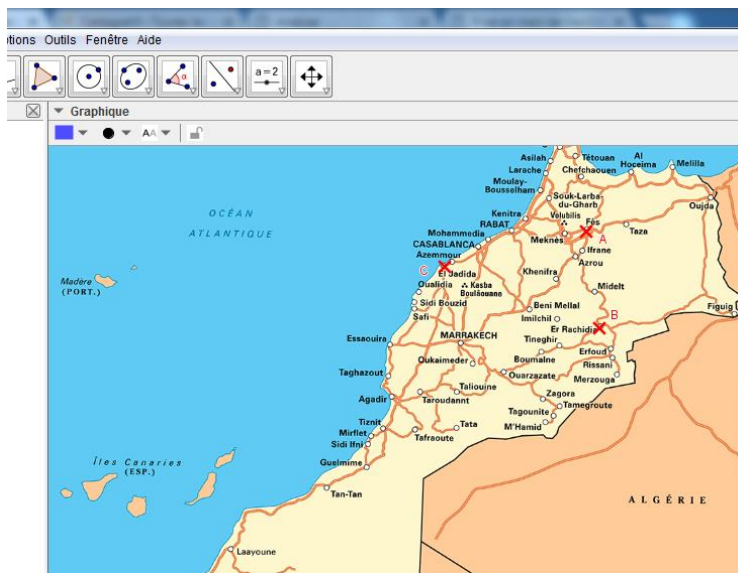 ptions Outils Fenêtre Aide
a=2
α
Graphique
AA
Asilah
Tétouan
Al
Hoceima
Melilla
Larache
Chefchaouen
Moulay-
Bousselham
Souk-Larba-
du-Gharb
Oujda
OCÉAN
ATLANTIQUE
Kenitra
Volubilis
Fès
RABAT
Taza
Mohammedia
Meknès
A
CASABLANCA
Ifrane
Azemmour
Azrou
C
El Jadida
Khenifra
Madère
(PORT.)
Oualidia
Kasba
Boulâouane
Midelt
Sidi Bouzid
Beni Mellal
Figuig
Safi
Imilchil
B
Er Rachidia
Essaouira
MARRAKECH
Tineghir
Erfoud
Oukaimeder
Boumalne
Rissani
Taghazout
Ouarzazate
Merzouga
Taliouine
Agadir
Taroudannt
Zagora
Tamegroute
Tagounite
Tiznit
Tata
M'Hamid
Mirflet
Tafraoute
Sidi Ifni
Îles Canaries
(ESP.)
Guelmime
Tan-Tan
ALGÉRIE
Laayoune